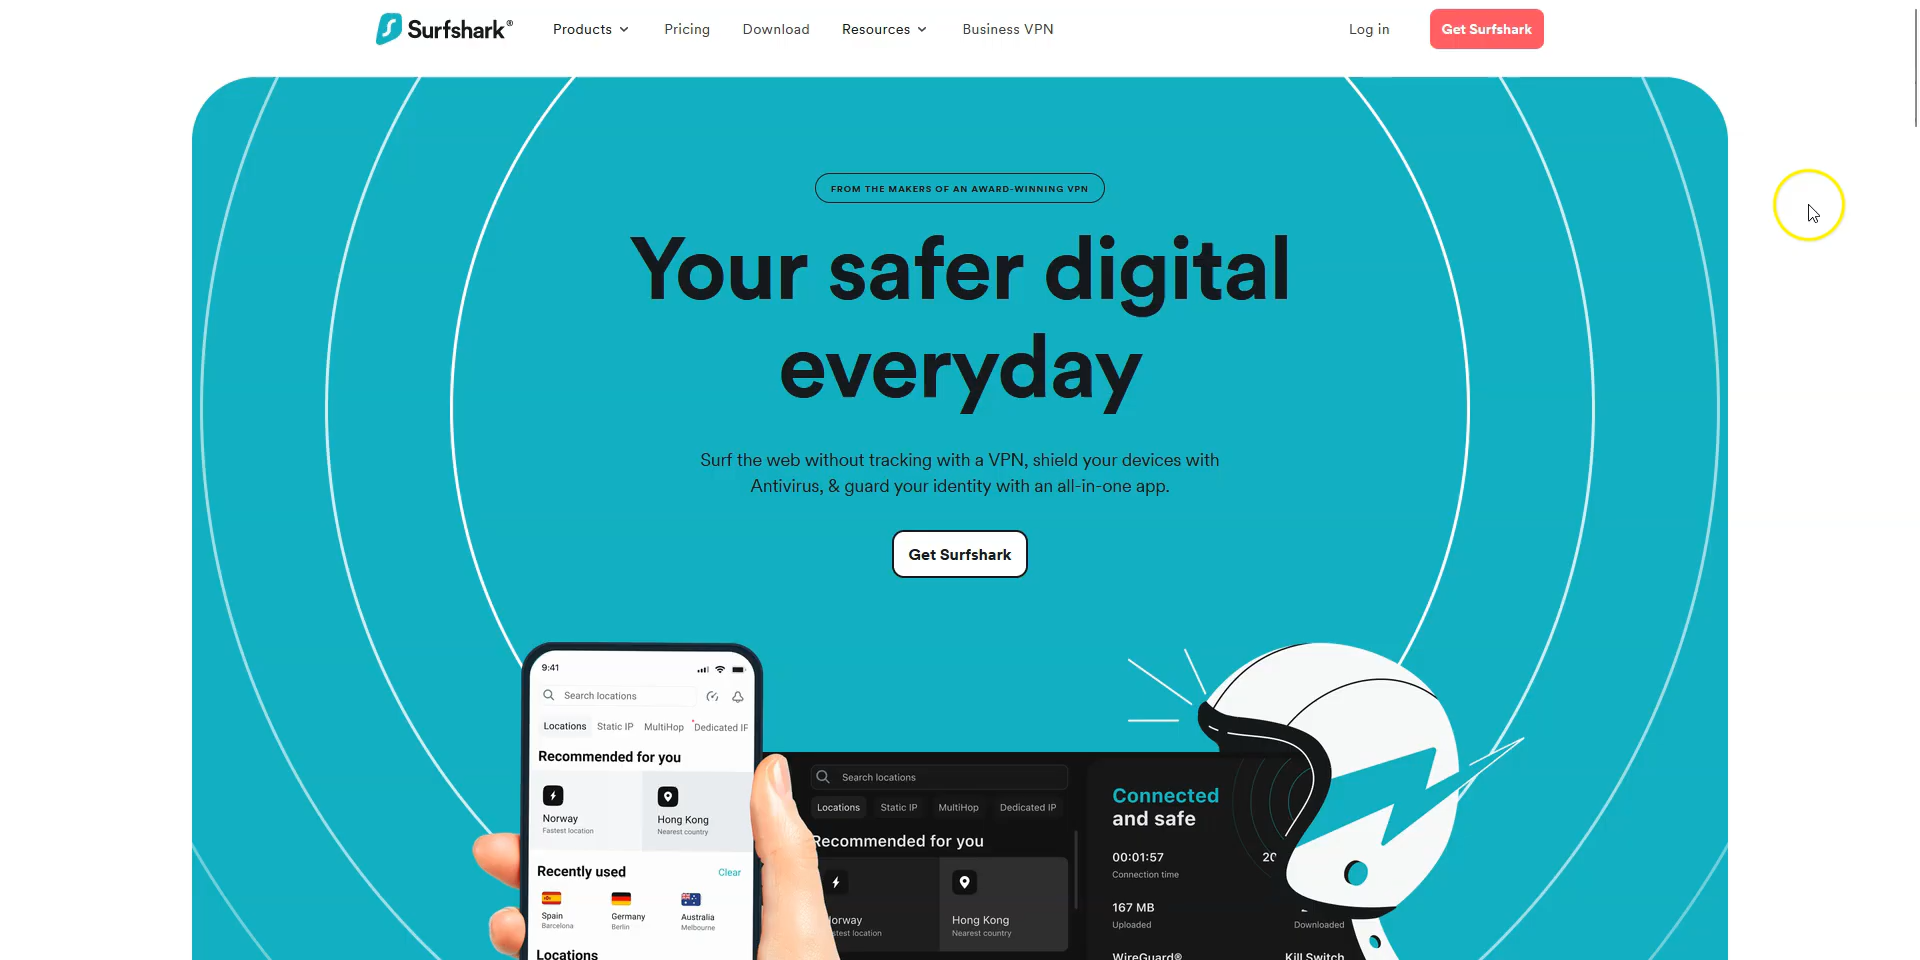 Surfshark®
Products
Pricing
Download
Resources
Business VPN
Log in
Get Surfshark
FROM THE MAKERS OF AN AWARD-WINNING VPN
Your safer digital
everyday
Surf the web without tracking with a VPN, shield your devices with
Antivirus, & guard your identity with an all-in-one app.
Get Surfshark
9:41
Search locations
Locations Static IP MultiHop Dedicated IP
Recommended for you
Norway
Fastest location
Hong Kong
Nearest country
Recently used
Clear
Spain
Barcelona
Germany
Berlin
Australia
Melbourne
Locations
Search locations
Locations Static IP MultiHop Dedicated IP
Recommended for you
Hong Kong
Nearest country
Connected
and safe
00:01:57
Connection time
167 MB
Uploaded
Downloaded
WireGuard®
Kill Switch